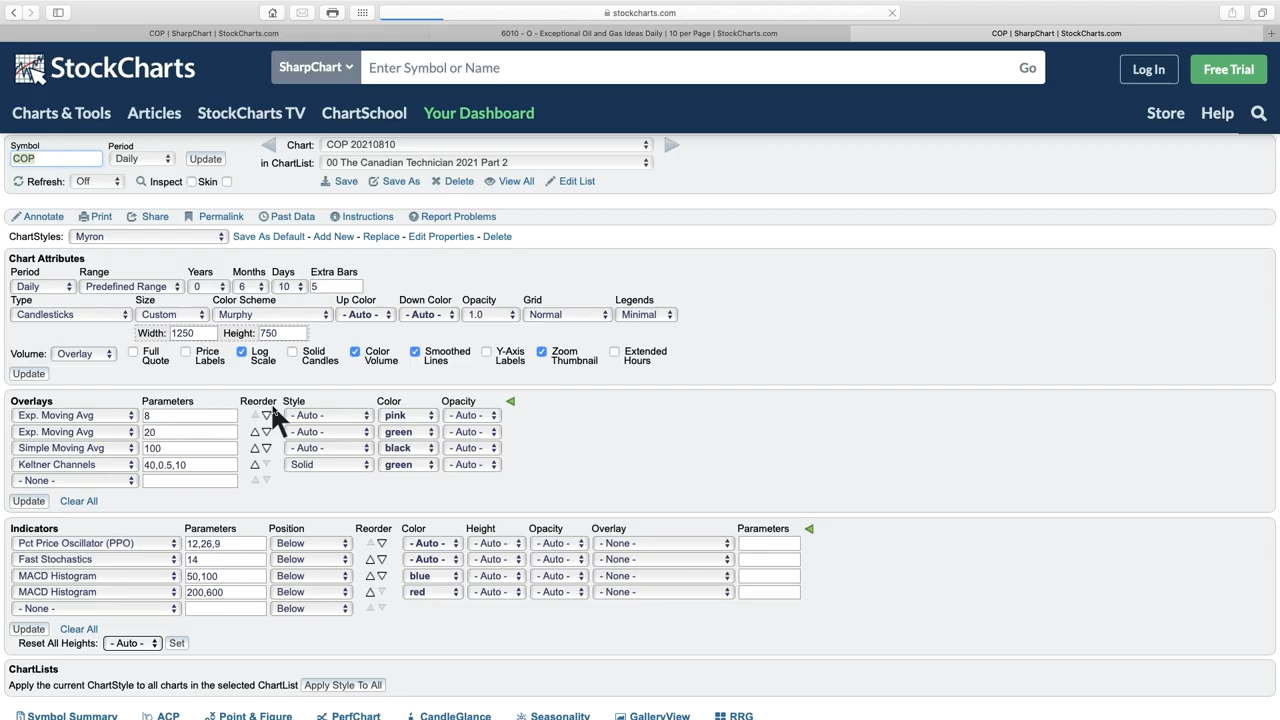 stockcharts.com
COP | SharpChart | StockCharts.com
6010 - O - Exceptional Oil and Gas Ideas Daily | 10 per Page | StockCharts.com
COP | SharpChart | StockCharts.com
StockCharts
SharpChart
Enter Symbol or Name
Go
Log In
Free Trial
Charts & Tools Articles StockCharts TV ChartSchool Your Dashboard Store Help
Symbol Period
COP Daily Update
Chart: COP 20210810
in ChartList: 00 The Canadian Technician 2021 Part 2
Refresh: Off Inspect Skin
Save Save As Delete View All Edit List
Annotate Print Share Permalink Past Data Instructions Report Problems
ChartStyles: Myron Save As Default - Add New - Replace - Edit Properties - Delete
Chart Attributes
Period Range Years Months Days Extra Bars
Daily Predefined Range 0 6 10 5
Type Size Color Scheme Up Color Down Color Opacity Grid Legends
Candlesticks Custom Murphy - Auto - - Auto - 1.0 Normal Minimal
Width: 1250 Height: 750
Volume: Overlay Full Quote Price Labels Log Scale Solid Candles Color Volume Smoothed Lines Y-Axis Labels Zoom Thumbnail Extended Hours
Update
Overlays Parameters Reorder Style Color Opacity
Exp. Moving Avg 8 - Auto - pink - Auto -
Exp. Moving Avg 20 - Auto - green - Auto -
Simple Moving Avg 100 - Auto - black - Auto -
Keltner Channels 40,0.5,10 Solid green - Auto -
- None -
Update Clear All
Indicators Parameters Position Reorder Color Height Opacity Overlay Parameters
Pct Price Oscillator (PPO) 12,26,9 Below - Auto - - Auto - - Auto - - None -
Fast Stochastics 14 Below - Auto - - Auto - - Auto - - None -
MACD Histogram 50,100 Below blue - Auto - - Auto - - None -
MACD Histogram 200,600 Below red - Auto - - Auto - - None -
- None - Below
Update Clear All
Reset All Heights: - Auto - Set
ChartLists
Apply the current ChartStyle to all charts in the selected ChartList Apply Style To All
Symbol Summary ACP Point & Figure PerfChart CandleGlance Seasonality GalleryView RRG